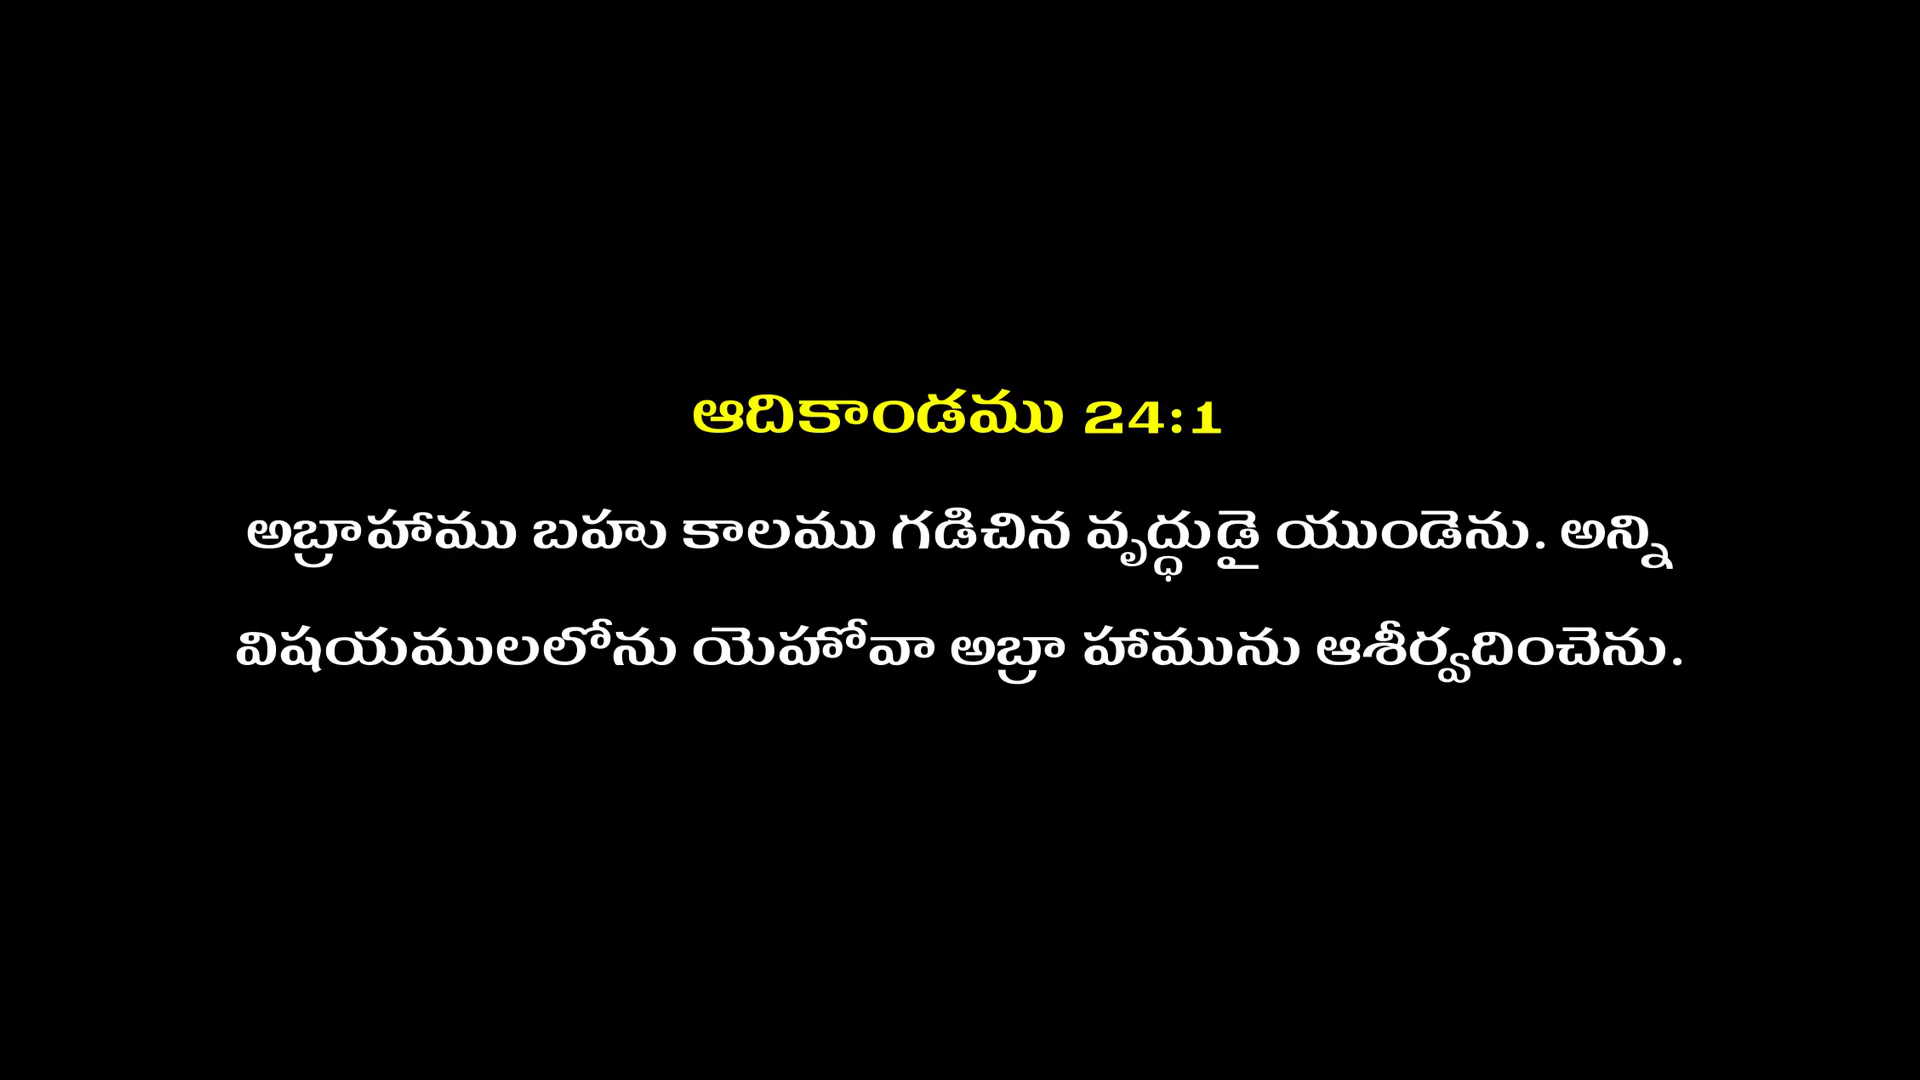 ఆదికాండము 24:1
అబ్రాహాము బహు కాలము గడిచిన వృద్ధుడై యుండెను. అన్ని
విషయములలోను యెహోవా అబ్రా హామును ఆశీర్వదించెను.